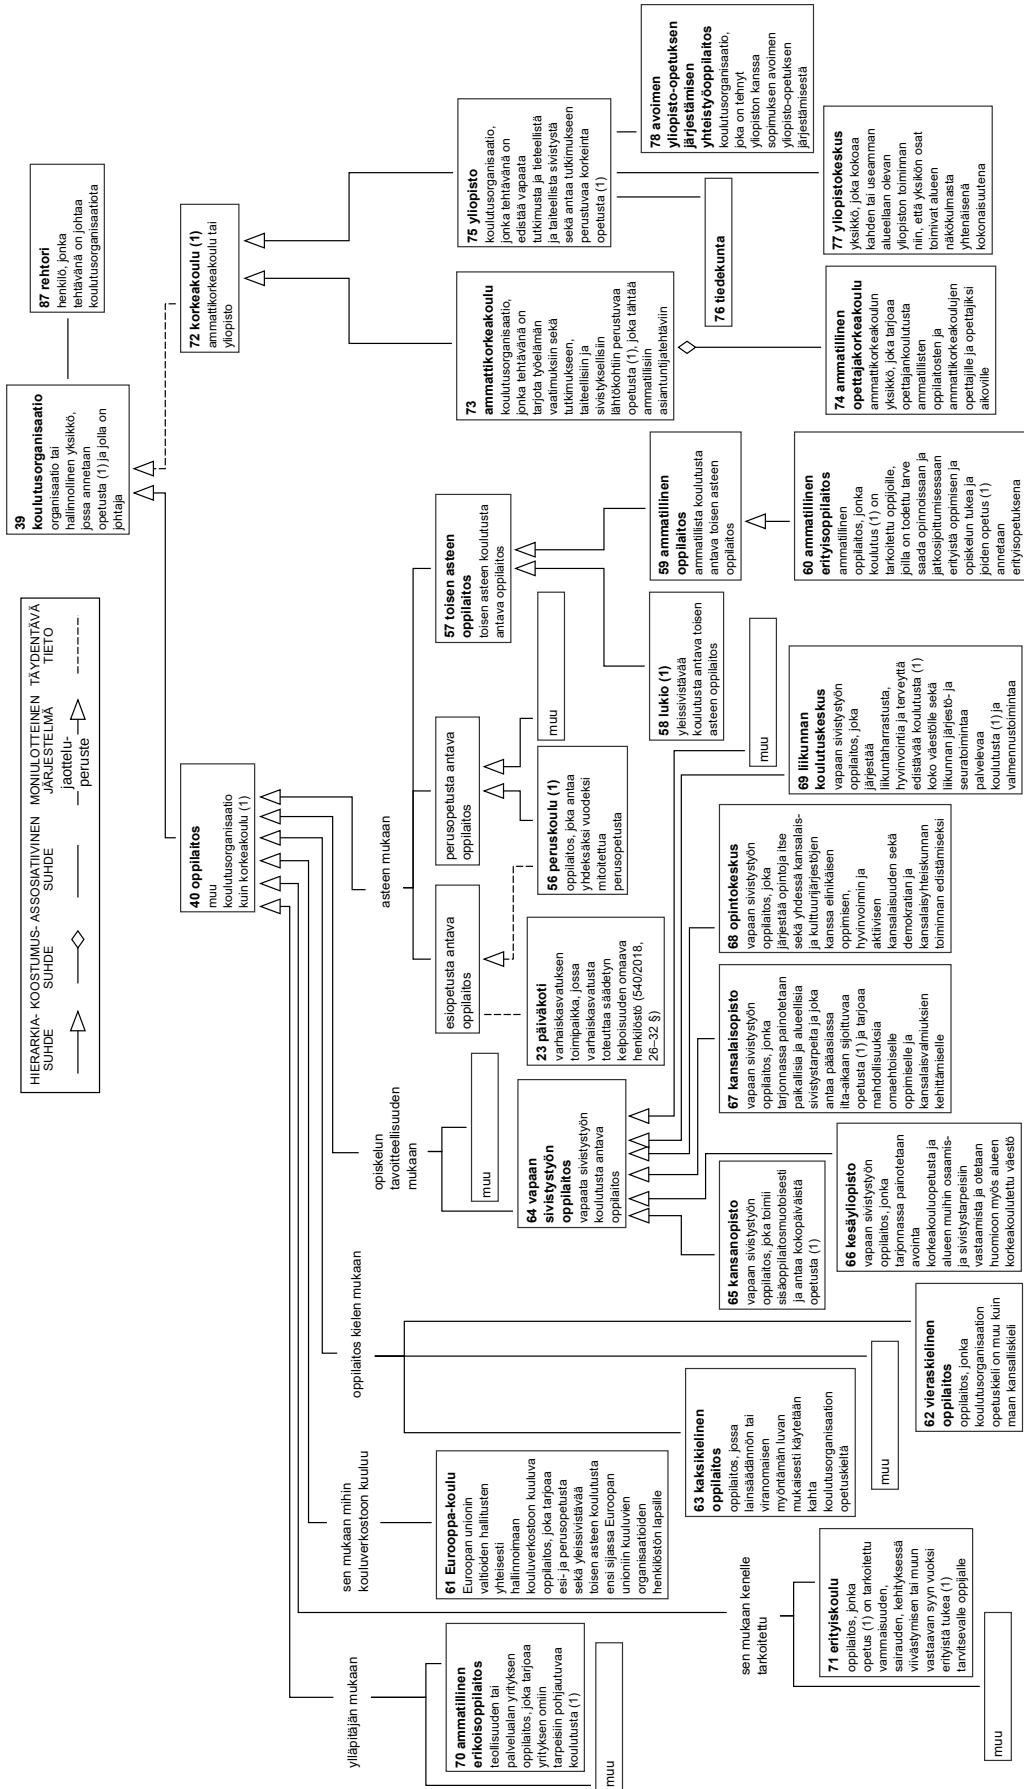 HIERARKIA-
SUHDE
KOOSTUMUS-
SUHDE
ASSOSIATIIVINEN
SUHDE
MONIULOTTEINEN
JÄRJESTELMÄ
jaottelu-
peruste
TÄYDENTÄVÄ
TIETO
39
koulutusorganisaatio
organisaatio tai
hallinnollinen yksikkö,
jossa annetaan
opetusta (1) ja jolla on
johtaja
87 rehtori
henkilö, jonka
tehtävänä on johtaa
koulutusorganisaatiota
40 oppilaitos
muu
koulutusorganisaatio
kuin korkeakoulu (1)
72 korkeakoulu (1)
ammattikorkeakoulu tai
yliopisto
ylläpitäjän mukaan
70 ammatillinen
erikoisoppilaitos
teollisuuden tai
palvelualan yrityksen
oppilaitos, joka tarjoaa
yrityksen omiin
tarpeisiin pohjautuvaa
koulutusta (1)
muu
sen mukaan kenelle
tarkoitettu
71 erityiskoulu
oppilaitos, jonka
opetus (1) on tarkoitettu
vammaisuuden,
sairauden, kehityksessä
viivästymisen tai muun
vastaavan syyn vuoksi
erityistä tukea (1)
tarvitsevalle oppijalle
muu
sen mukaan mihin
kouluverkostoon kuuluu
61 Eurooppa-koulu
Euroopan unionin
valtioiden hallitusten
yhteisesti
hallinnoimaan
kouluverkostoon kuuluva
oppilaitos, joka tarjoaa
esi- ja perusopetusta
sekä yleissivistävää
toisen asteen koulutusta
ensi sijassa Euroopan
unioniin kuuluvien
organisaatioiden
henkilöstön lapsille
oppilaitos kielen mukaan
63 kaksikielinen
oppilaitos
oppilaitos, jossa
lainsäädännön tai
viranomaisen
myöntämän luvan
mukaisesti käytetään
kahta
koulutusorganisaation
opetuskieltä
muu
62 vieraskielinen
oppilaitos
oppilaitos, jonka
koulutusorganisaation
opetuskieli on muu kuin
maan kansalliskieli
opiskelun
tavoitteellisuuden
mukaan
muu
64 vapaan
sivistystyön
oppilaitos
vapaata sivistystyön
koulutusta antava
oppilaitos
65 kansanopisto
vapaan sivistystyön
oppilaitos, joka toimii
sisäoppilaitosmuotoisesti
ja antaa kokopäiväistä
opetusta (1)
66 kesäyliopisto
vapaan sivistystyön
oppilaitos, jonka
tarjonnassa painotetaan
avointa
korkeakouluopetusta ja
alueen muihin osaamis-
ja sivistystarpeisiin
vastaamista ja otetaan
huomioon myös alueen
korkeakoulutettu väestö
67 kansalaisopisto
vapaan sivistystyön
oppilaitos, jonka
tarjonnassa painotetaan
paikallisia ja alueellisia
sivistystarpeita ja joka
antaa pääasiassa
ilta-aikaan sijoittuvaa
opetusta (1) ja tarjoaa
mahdollisuuksia
omaehtoiselle
oppimiselle ja
kansalaisvalmiuksien
kehittämiselle
68 opintokeskus
vapaan sivistystyön
oppilaitos, joka
järjestää opintoja itse
sekä yhdessä kansalais-
ja kulttuurijärjestöjen
kanssa elinikäisen
oppimisen,
hyvinvoinnin ja
aktiivisen
kansalaisuuden sekä
demokratian ja
kansalaisyhteiskunnan
toiminnan edistämiseksi
69 liikunnan
koulutuskeskus
vapaan sivistystyön
oppilaitos, joka
järjestää
liikuntaharrastusta,
hyvinvointia ja terveyttä
edistävää koulutusta (1)
koko väestölle sekä
liikunnan järjestö- ja
seuratoimintaa
palvelevaa
koulutusta (1) ja
valmennustoimintaa
muu
asteen mukaan
esiopetusta antava
oppilaitos
23 päiväkoti
varhaiskasvatuksen
toimipaikka, jossa
varhaiskasvatusta
toteuttaa säädetyn
kelpoisuuden omaava
henkilöstö (540/2018,
26–32 §)
perusopetusta antava
oppilaitos
56 peruskoulu (1)
oppilaitos, joka antaa
yhdeksäksi vuodeksi
mitoitettua
perusopetusta
muu
57 toisen asteen
oppilaitos
toisen asteen koulutusta
antava oppilaitos
58 lukio (1)
yleissivistävää
koulutusta antava toisen
asteen oppilaitos
59 ammatillinen
oppilaitos
ammatillista koulutusta
antava toisen asteen
oppilaitos
60 ammatillinen
erityisoppilaitos
ammatillinen
oppilaitos, jonka
koulutus (1) on
tarkoitettu oppijoille,
joilla on todettu tarve
saada opinnoissaan ja
jatkosijoittumisessaan
erityistä oppimisen ja
opiskelun tukea ja
joiden opetus (1)
annetaan
erityisopetuksena
73
ammattikorkeakoulu
koulutusorganisaatio,
jonka tehtävänä on
tarjota työelämän
vaatimuksiin sekä
tutkimukseen,
taiteellisiin ja
sivistyksellisiin
lähtökohtiin perustuvaa
opetusta (1), joka tähtää
ammatillisiin
asiantuntijatehtäviin
74 ammatillinen
opettajakorkeakoulu
ammattikorkeakoulun
yksikkö, joka tarjoaa
opettajankoulutusta
ammatillisten
oppilaitosten ja
ammattikorkeakoulujen
opettajille ja opettajiksi
aikoville
75 yliopisto
koulutusorganisaatio,
jonka tehtävänä on
edistää vapaata
tutkimusta ja tieteellistä
ja taiteellista sivistystä
sekä antaa tutkimukseen
perustuvaa korkeinta
opetusta (1)
76 tiedekunta
77 yliopistokeskus
yksikkö, joka kokoaa
kahden tai useamman
alueellaan olevan
yliopiston toiminnan
niin, että yksikön osat
toimivat alueen
näkökulmasta
yhtenäisenä
kokonaisuutena
78 avoimen
yliopisto-opetuksen
järjestämisen
yhteistyöoppilaitos
koulutusorganisaatio,
joka on tehnyt
yliopiston kanssa
sopimuksen avoimen
yliopisto-opetuksen
järjestämisestä